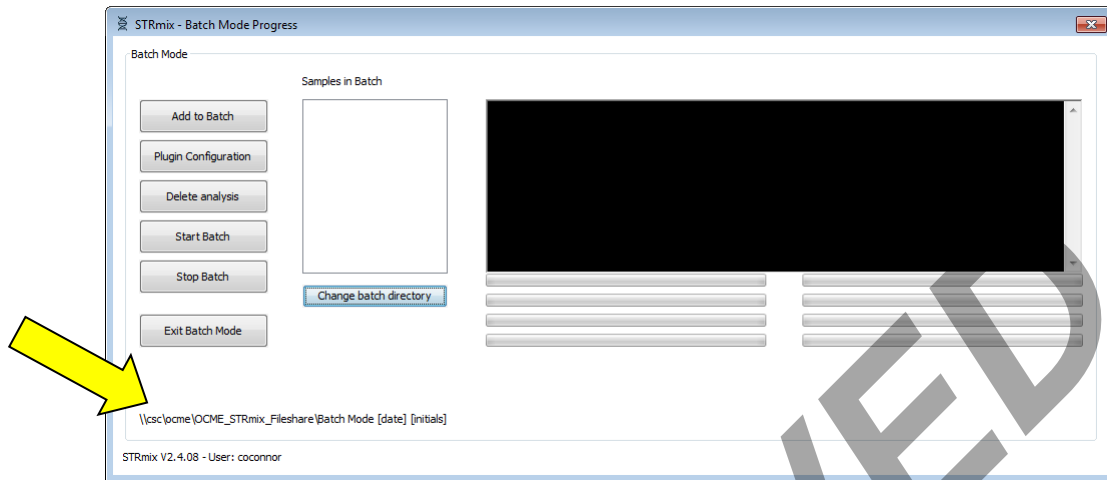 STRmix - Batch Mode Progress
Batch Mode
Samples in Batch
Add to Batch
Plugin Configuration
Delete analysis
Start Batch
Stop Batch
Change batch directory
Exit Batch Mode
\\csc\ocme\OCME_STRmix_Fileshare\Batch Mode [date] [initials]
STRmix V2.4.08 - User: coconnor